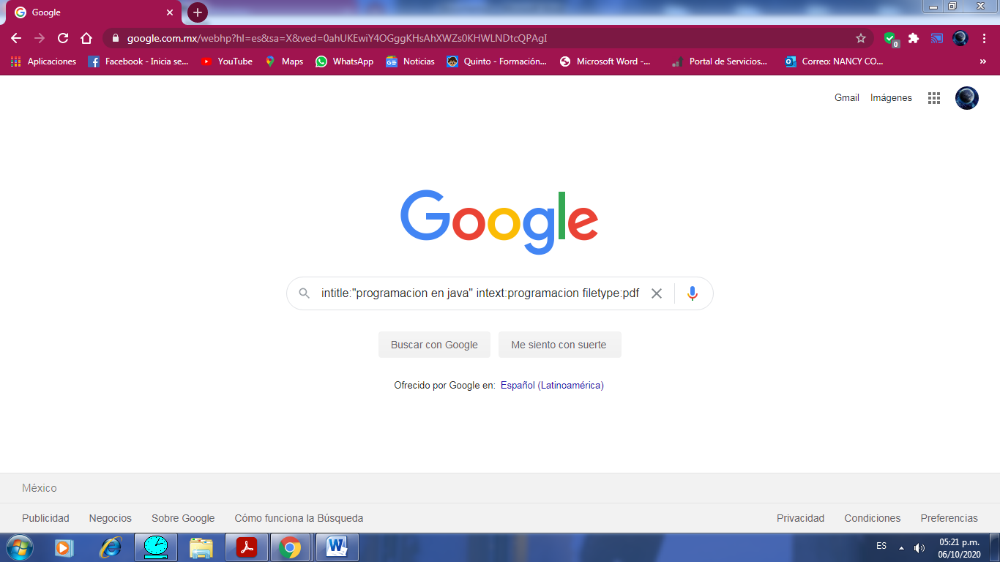 Google
google.com.mx/webhp?hl=es&sa=X&ved=0ahUKEwiY4OGggKHsAhXWZs0KHWLNDtcQPAgI
0
Aplicaciones Facebook - Inicia se... YouTube Maps WhatsApp Noticias Quinto - Formación... Microsoft Word -... Portal de Servicios... Correo: NANCY CO... »
Gmail Imágenes
Google
intitle:"programacion en java" intext:programacion filetype:pdf
Buscar con Google Me siento con suerte
Ofrecido por Google en: Español (Latinoamérica)
México
Publicidad Negocios Sobre Google Cómo funciona la Búsqueda Privacidad Condiciones Preferencias
ES 05:21 p.m.
06/10/2020